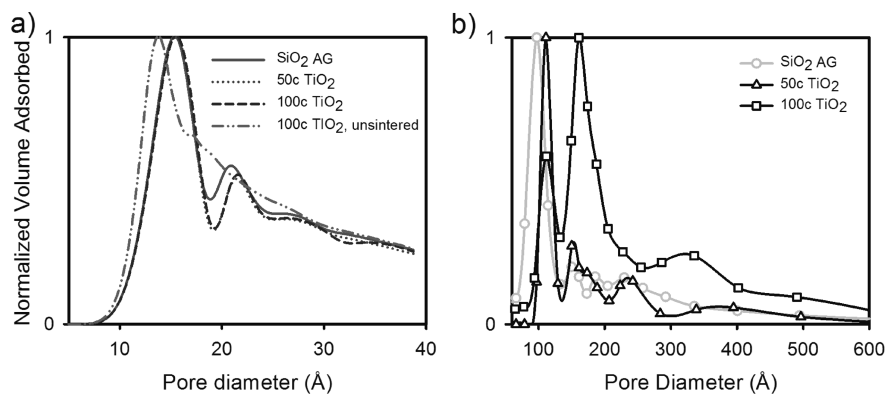 a)
Normalized Volume Adsorbed
1
0
SiO2 AG
50c TiO2
100c TiO2
100c TIO2, unsintered
10 20 30 40
Pore diameter (Å)
b)
1
0
SiO2 AG
50c TiO2
100c TiO2
100 200 300 400 500 600
Pore Diameter (Å)